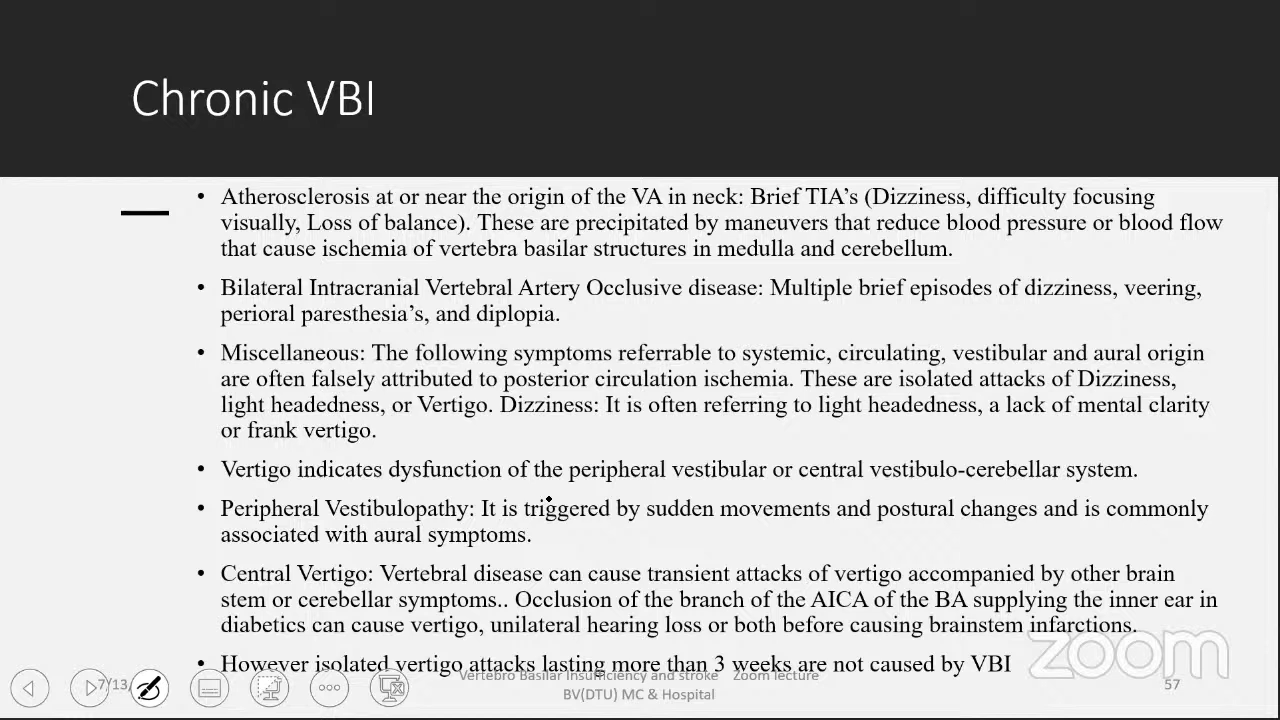 Chronic VBI
• Atherosclerosis at or near the origin of the VA in neck: Brief TIA’s (Dizziness, difficulty focusing
visually, Loss of balance). These are precipitated by maneuvers that reduce blood pressure or blood flow
that cause ischemia of vertebra basilar structures in medulla and cerebellum.
• Bilateral Intracranial Vertebral Artery Occlusive disease: Multiple brief episodes of dizziness, veering,
perioral paresthesia’s, and diplopia.
• Miscellaneous: The following symptoms referrable to systemic, circulating, vestibular and aural origin
are often falsely attributed to posterior circulation ischemia. These are isolated attacks of Dizziness,
light headedness, or Vertigo. Dizziness: It is often referring to light headedness, a lack of mental clarity
or frank vertigo.
• Vertigo indicates dysfunction of the peripheral vestibular or central vestibulo-cerebellar system.
• Peripheral Vestibulopathy: It is triggered by sudden movements and postural changes and is commonly
associated with aural symptoms.
• Central Vertigo: Vertebral disease can cause transient attacks of vertigo accompanied by other brain
stem or cerebellar symptoms.. Occlusion of the branch of the AICA of the BA supplying the inner ear in
diabetics can cause vertigo, unilateral hearing loss or both before causing brainstem infarctions.
• However isolated vertigo attacks lasting more than 3 weeks are not caused by VBI
7/13/
Vertebro Basilar Insufficiency and stroke Zoom lecture
BV(DTU) MC & Hospital
57
zoom